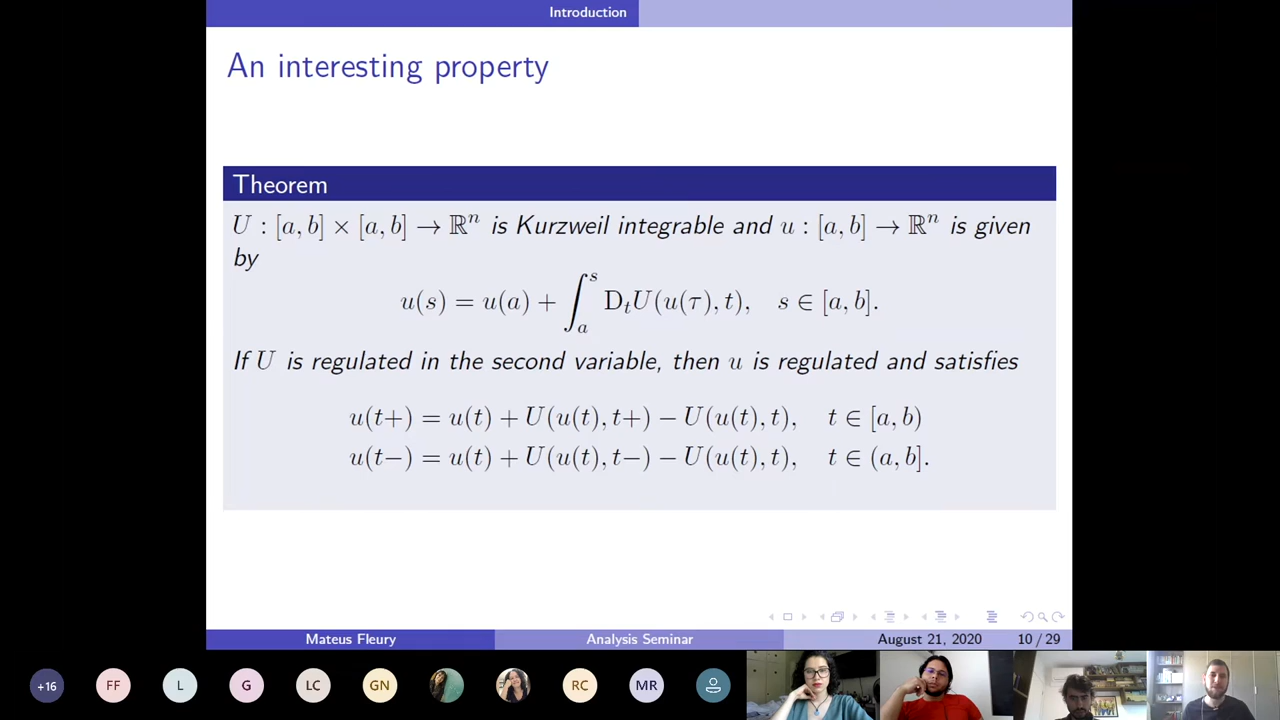 Introduction
An interesting property
Theorem
U : [a, b] × [a, b] → ℝⁿ is Kurzweil integrable and u : [a, b] → ℝⁿ is given
by
u(s) = u(a) + ∫ₐˢ DₜU(u(τ), t), s ∈ [a, b].
If U is regulated in the second variable, then u is regulated and satisfies
u(t+) = u(t) + U(u(t), t+) − U(u(t), t), t ∈ [a, b)
u(t−) = u(t) + U(u(t), t−) − U(u(t), t), t ∈ (a, b].
Mateus Fleury Analysis Seminar August 21, 2020 10 / 29
+16 FF L G LC GN RC MR